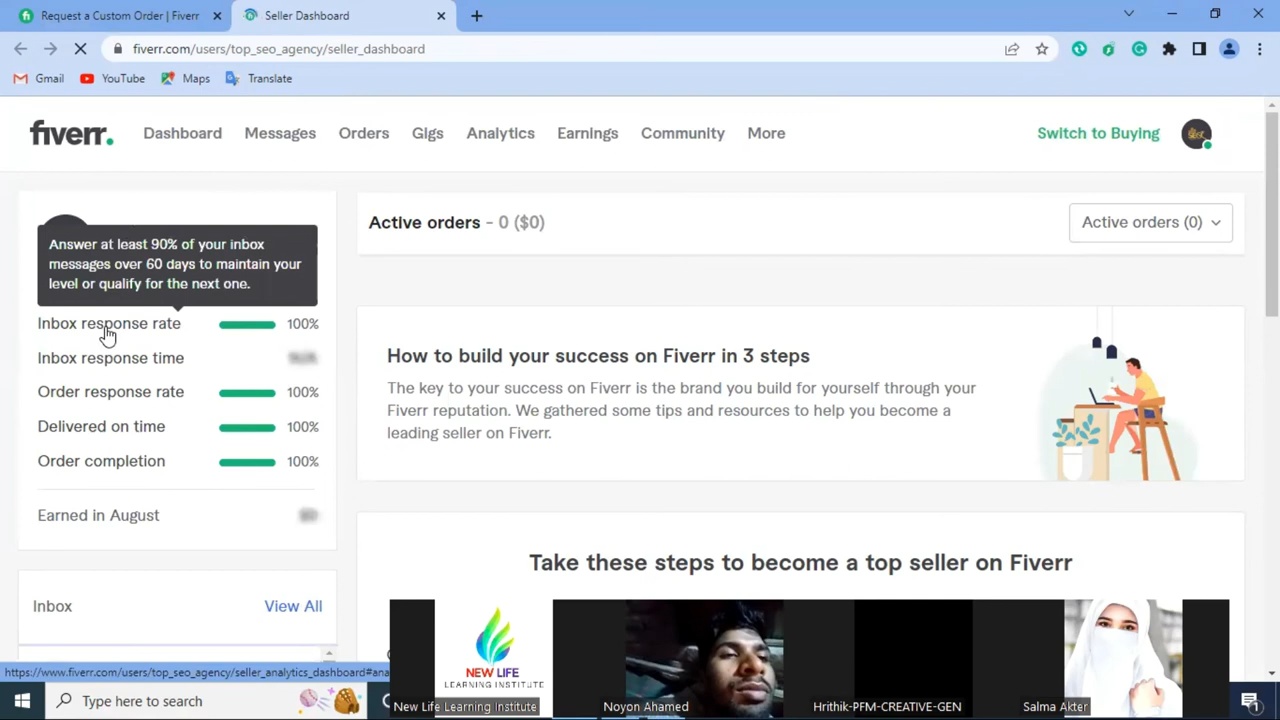 Request a Custom Order | Fiverr
Seller Dashboard
fiverr.com/users/top_seo_agency/seller_dashboard
Gmail
YouTube
Maps
Translate
fiverr.
Dashboard
Messages
Orders
Gigs
Analytics
Earnings
Community
More
Switch to Buying
Answer at least 90% of your inbox
messages over 60 days to maintain your
level or qualify for the next one.
Inbox response rate 100%
Inbox response time
Order response rate 100%
Delivered on time 100%
Order completion 100%
Earned in August
Inbox View All
Active orders - 0 ($0)
Active orders (0)
How to build your success on Fiverr in 3 steps
The key to your success on Fiverr is the brand you build for yourself through your
Fiverr reputation. We gathered some tips and resources to help you become a
leading seller on Fiverr.
Take these steps to become a top seller on Fiverr
NEW LIFE
LEARNING INSTITUTE
New Life Learning Institute
Noyon Ahamed
Hrithik-PFM-CREATIVE-GEN
Salma Akter
https://www.fiverr.com/users/top_seo_agency/seller_analytics_dashboard#ana
Type here to search
1